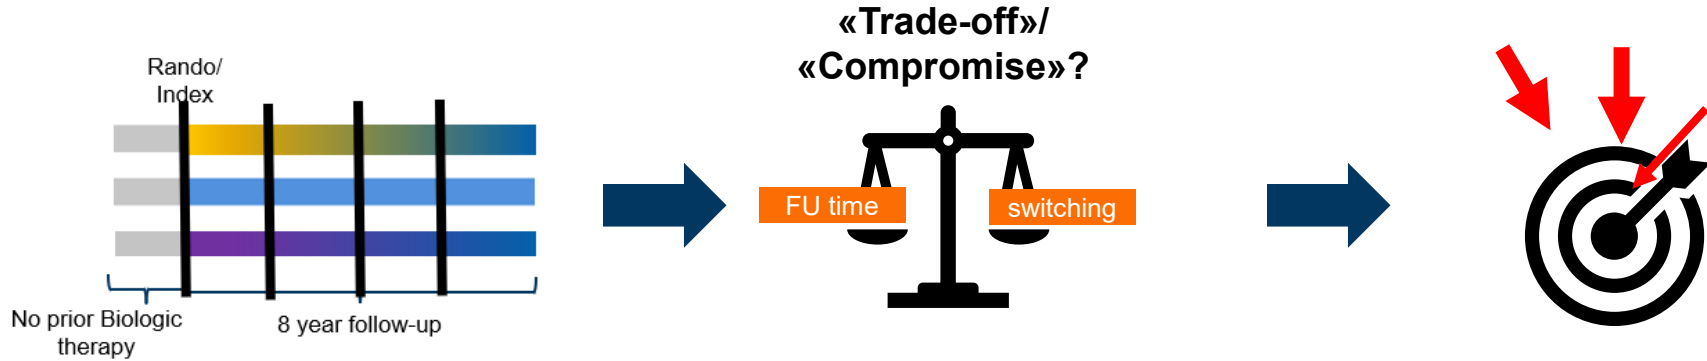 Rando/
Index
No prior Biologic
therapy
8 year follow-up
«Trade-off»/
«Compromise»?
FU time
switching